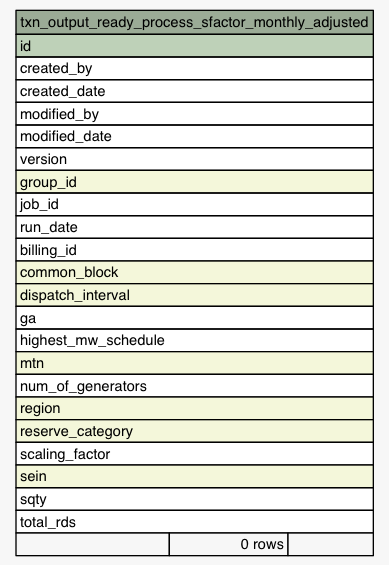 txn_output_ready_process_sfactor_monthly_adjusted
id
created_by
created_date
modified_by
modified_date
version
group_id
job_id
run_date
billing_id
common_block
dispatch_interval
ga
highest_mw_schedule
mtn
num_of_generators
region
reserve_category
scaling_factor
sein
sqty
total_rds
0 rows